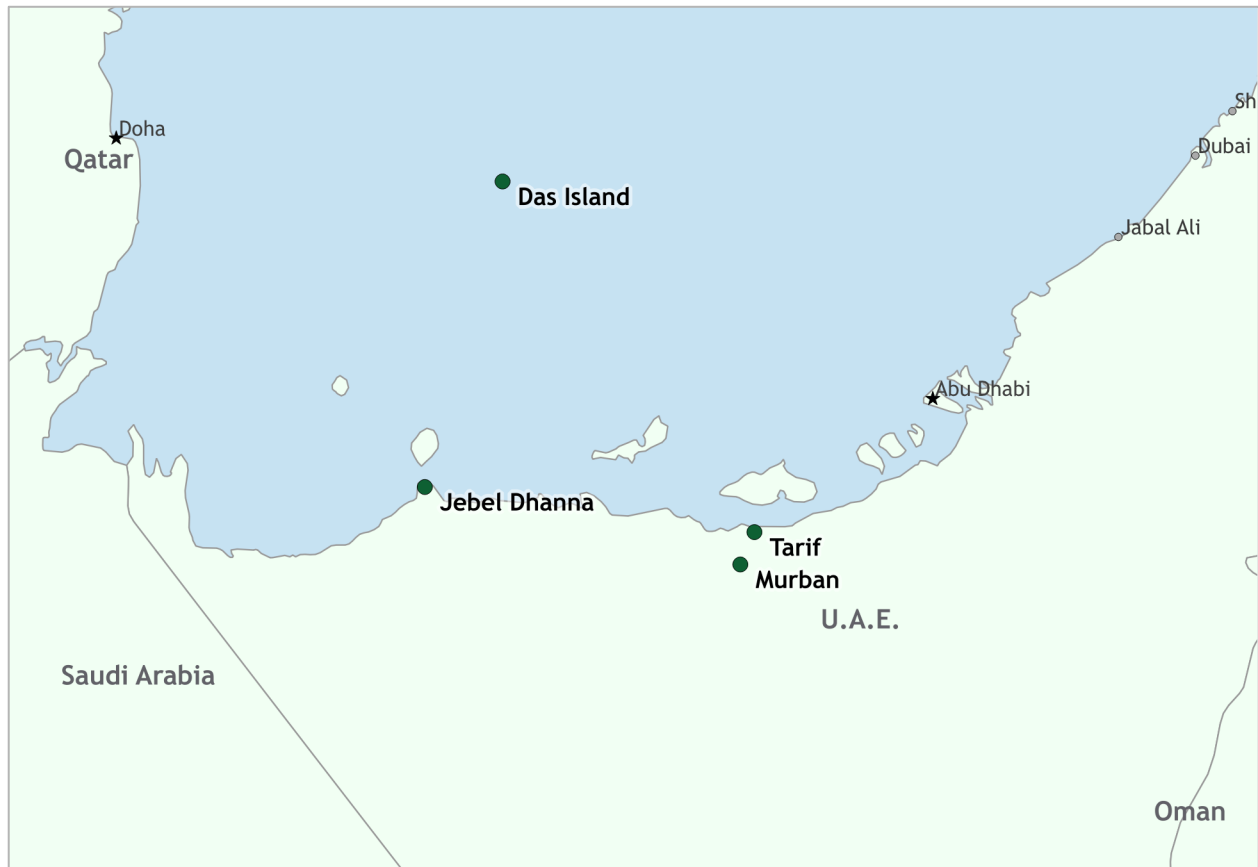 Sh
Doha
Dubai
Qatar
Das Island
Jabal Ali
Abu Dhabi
Jebel Dhanna
Tarif
Murban
U.A.E.
Saudi Arabia
Oman